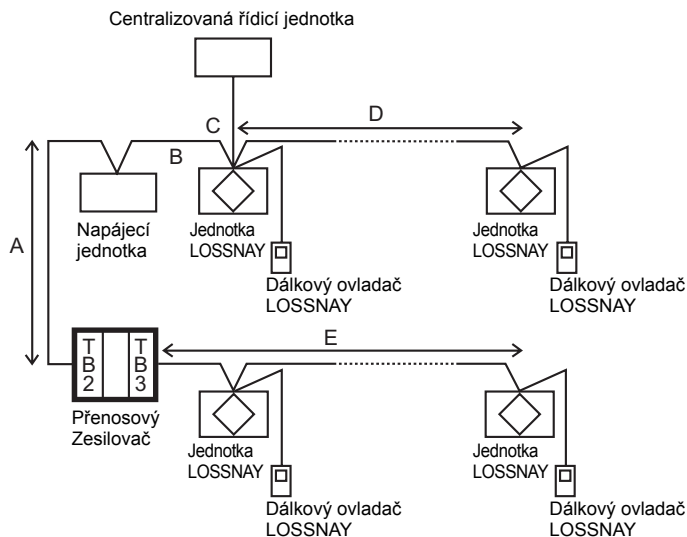 Centralizovaná řídicí jednotka
C
D
B
A
Napájecí
jednotka
Jednotka
LOSSNAY
Dálkový ovladač
LOSSNAY
Jednotka
LOSSNAY
Dálkový ovladač
LOSSNAY
E
T
B
2
T
B
3
Přenosový
Zesilovač
Jednotka
LOSSNAY
Dálkový ovladač
LOSSNAY
Jednotka
LOSSNAY
Dálkový ovladač
LOSSNAY